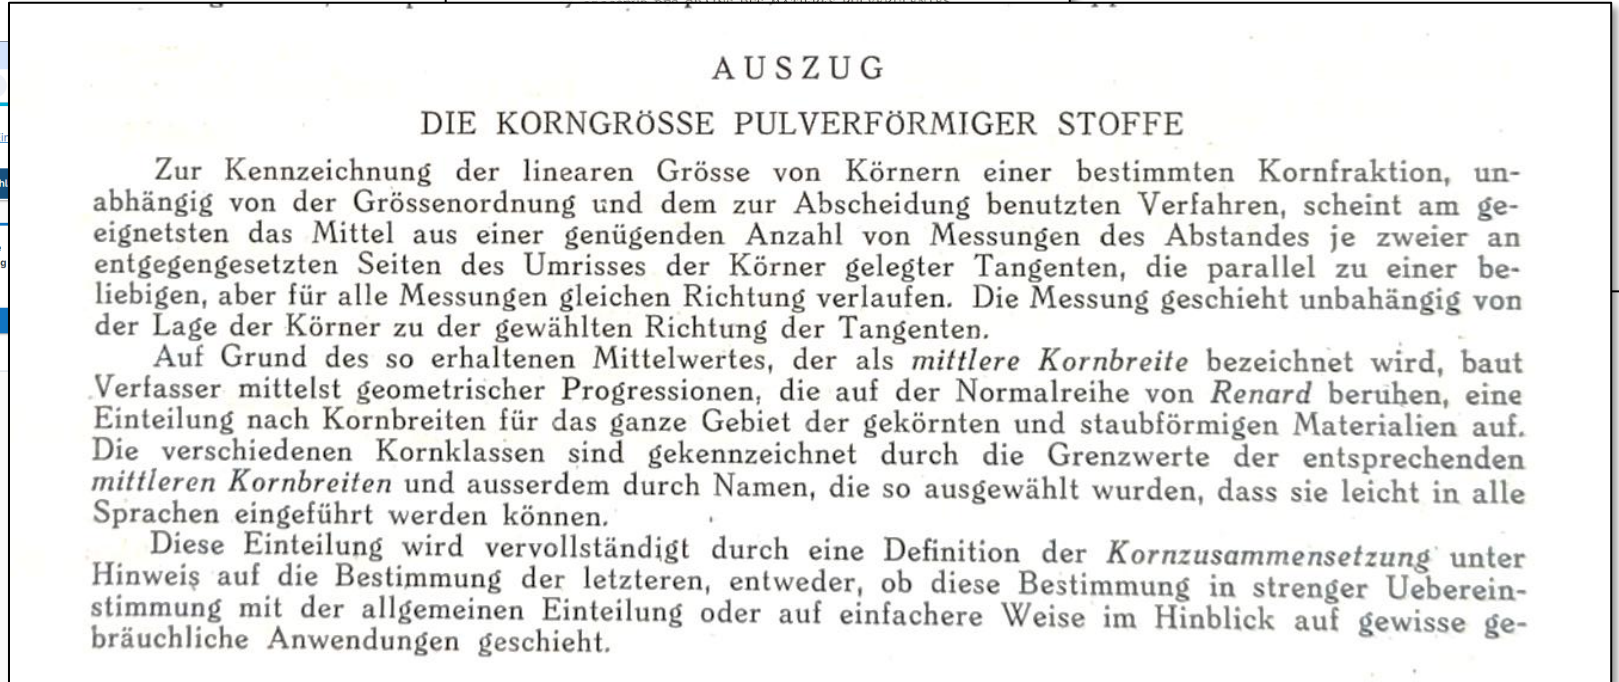 AUSZUG
DIE KORNGRÖSSE PULVERFÖRMIGER STOFFE
Zur Kennzeichnung der linearen Grösse von Körnern einer bestimmten Kornfraktion, un-
abhängig von der Grössenordnung und dem zur Abscheidung benutzten Verfahren, scheint am ge-
eignetsten das Mittel aus einer genügenden Anzahl von Messungen des Abstandes je zweier an
entgegengesetzten Seiten des Umrisses der Körner gelegter Tangenten, die parallel zu einer be-
liebigen, aber für alle Messungen gleichen Richtung verlaufen. Die Messung geschieht unbahängig von
der Lage der Körner zu der gewählten Richtung der Tangenten.
Auf Grund des so erhaltenen Mittelwertes, der als mittlere Kornbreite bezeichnet wird, baut
Verfasser mittelst geometrischer Progressionen, die auf der Normalreihe von Renard beruhen, eine
Einteilung nach Kornbreiten für das ganze Gebiet der gekörnten und staubförmigen Materialien auf.
Die verschiedenen Kornklassen sind gekennzeichnet durch die Grenzwerte der entsprechenden
mittleren Kornbreiten und ausserdem durch Namen, die so ausgewählt wurden, dass sie leicht in alle
Sprachen eingeführt werden können.
Diese Einteilung wird vervollständigt durch eine Definition der Kornzusammensetzung unter
Hinweis auf die Bestimmung der letzteren, entweder, ob diese Bestimmung in strenger Ueberein-
stimmung mit der allgemeinen Einteilung oder auf einfachere Weise im Hinblick auf gewisse ge-
bräuchliche Anwendungen geschieht.